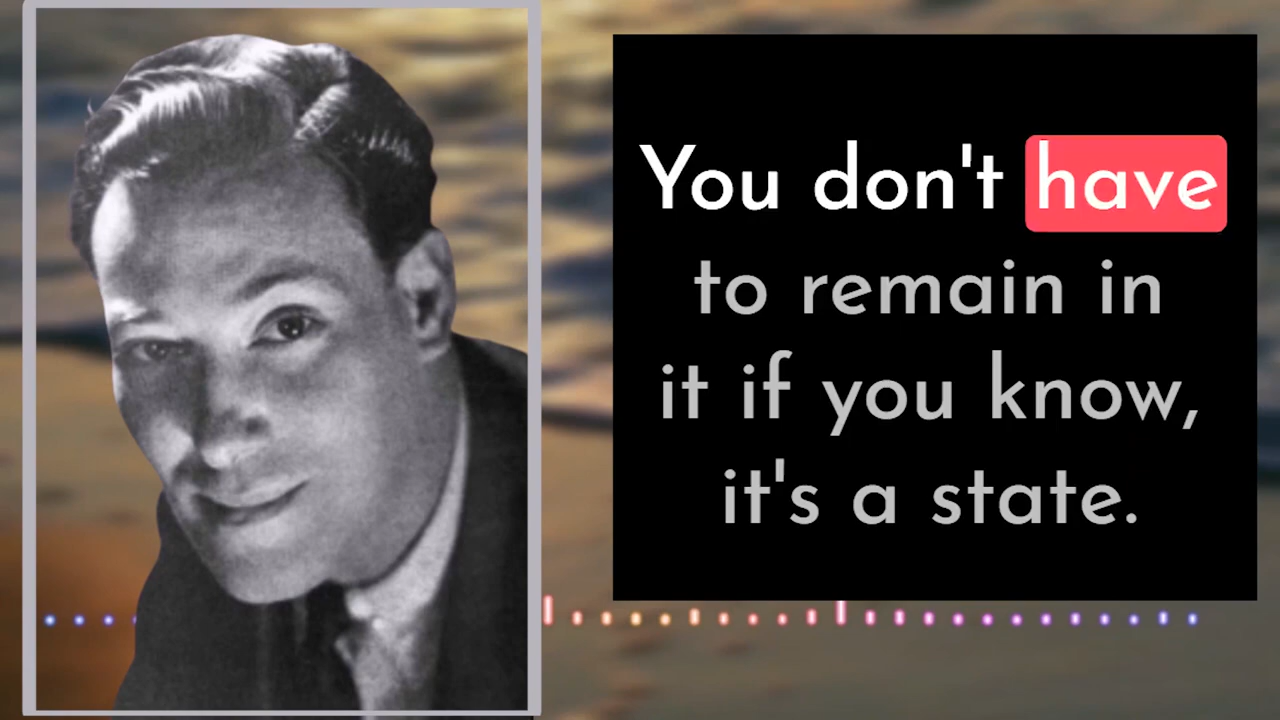 You don't have
to remain in
it if you know,
it's a state.